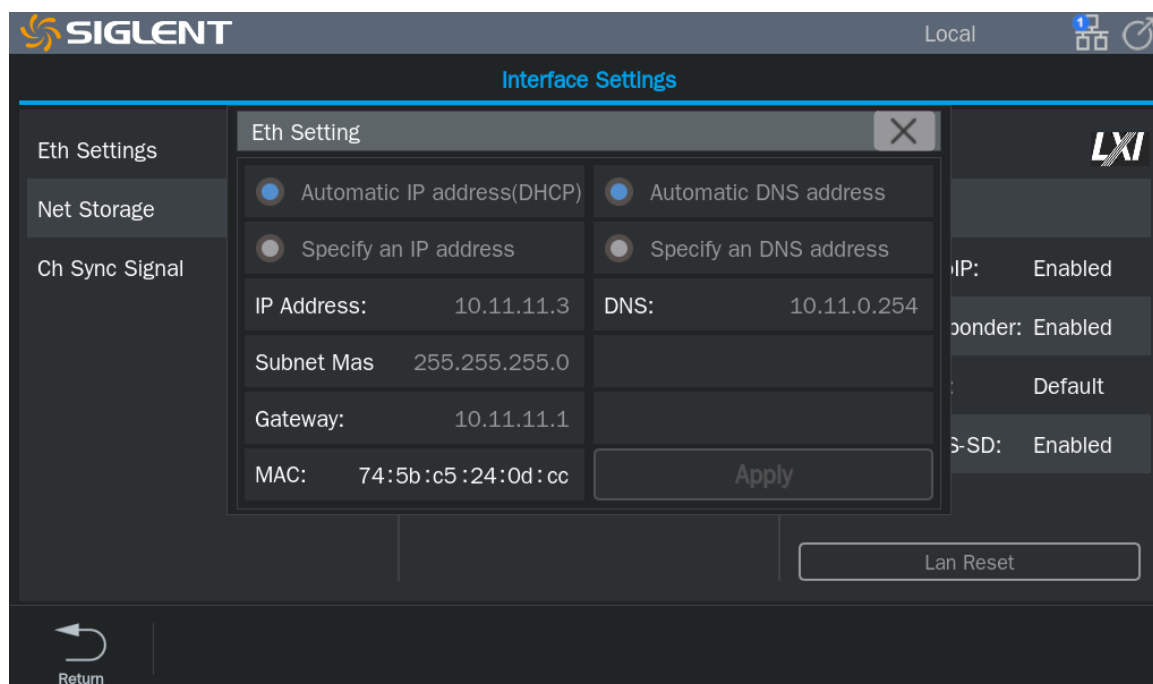 SIGLENT
Local
1
Interface Settings
Eth Settings
Net Storage
Ch Sync Signal
Eth Setting
Automatic IP address(DHCP)
Automatic DNS address
Specify an IP address
Specify an DNS address
IP Address: 10.11.11.3
DNS: 10.11.0.254
Subnet Mas 255.255.255.0
Gateway: 10.11.11.1
MAC: 74:5b:c5:24:0d:cc
Apply
LXI
IP: Enabled
ponder: Enabled
: Default
S-SD: Enabled
Lan Reset
Return